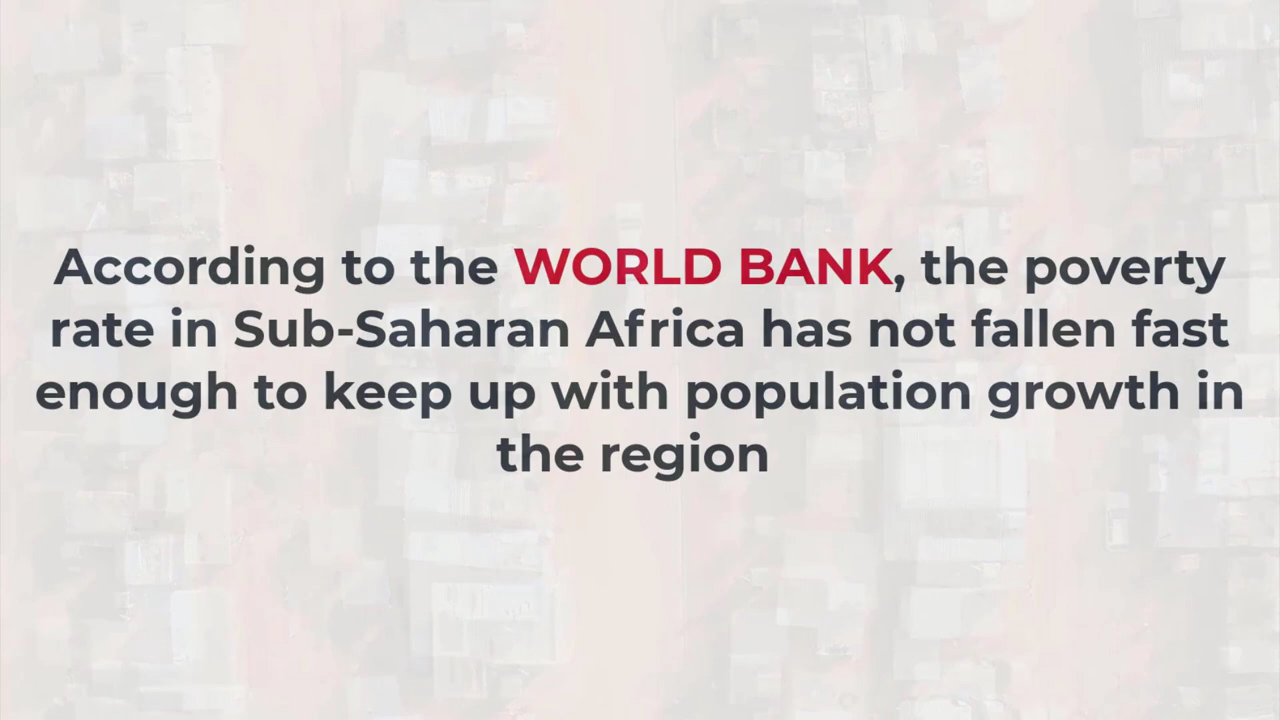 According to the WORLD BANK, the poverty
rate in Sub-Saharan Africa has not fallen fast
enough to keep up with population growth in
the region